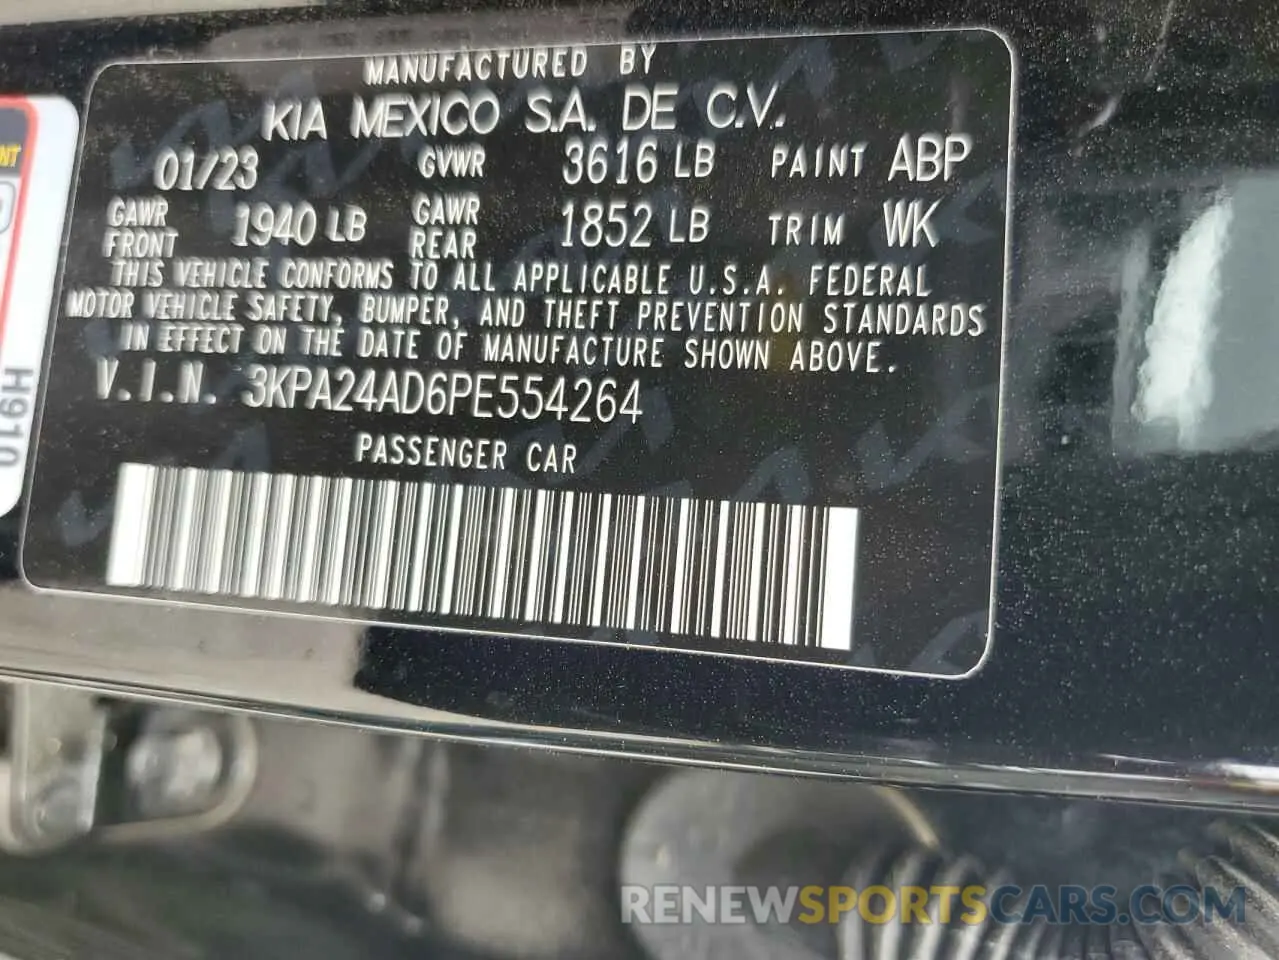 MANUFACTURED BY
KIA MEXICO S.A. DE C.V.
01/23 GVWR 3616 LB PAINT ABP
GAWR FRONT 1940 LB GAWR REAR 1852 LB TRIM WK
THIS VEHICLE CONFORMS TO ALL APPLICABLE U.S.A. FEDERAL
MOTOR VEHICLE SAFETY, BUMPER, AND THEFT PREVENTION STANDARDS
IN EFFECT ON THE DATE OF MANUFACTURE SHOWN ABOVE.
V.I.N. 3KPA24AD6PE554264
PASSENGER CAR
H910
RENEWSPORTSCARS.COM